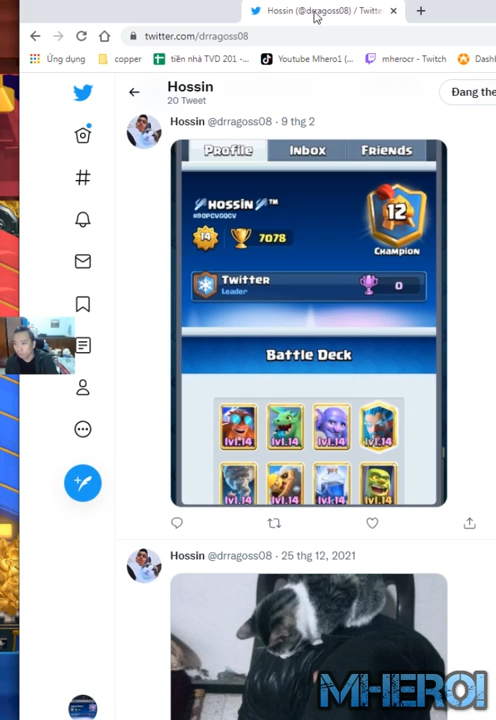 Hossin (@drragoss08) / Twitte
twitter.com/drragoss08
Ứng dụng copper tiền nhà TVD 201 -... Youtube Mhero1 (... mherocr - Twitch Dash
Hossin
20 Tweet
Đang the
Hossin @drragoss08 · 9 thg 2
Profile Inbox Friends
HOSSIN ™
#9OPCVGQCV
14 7078
12
Champion
Twitter
Leader
0
Battle Deck
lvl.14 lvl.14 lvl.14 lvl.14
lvl.14 lvl.14 lvl.14 lvl.14
Hossin @drragoss08 · 25 thg 12, 2021
MHERO1